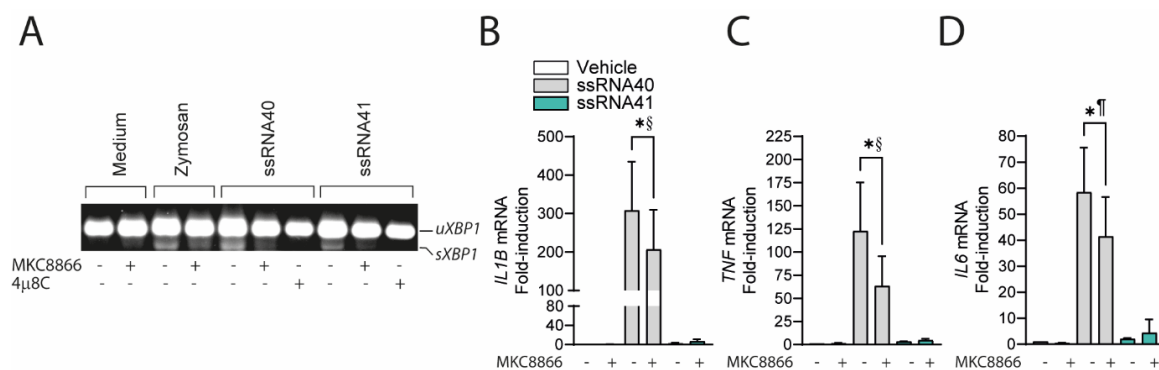 A
Medium
Zymosan
ssRNA40
ssRNA41
uXBP1
sXBP1
MKC8866 - + - + - + - - + -
4μ8C - - - - - - + - - +
B
Vehicle
ssRNA40
ssRNA41
IL1B mRNA
Fold-induction
500
400
300
200
100
80
40
0
*§
MKC8866 - + - + - +
C
TNF mRNA
Fold-induction
225
200
175
150
125
100
75
50
25
0
*§
MKC8866 - + - + - +
D
IL6 mRNA
Fold-induction
80
70
60
50
40
30
20
10
0
*¶
MKC8866 - + - + - +